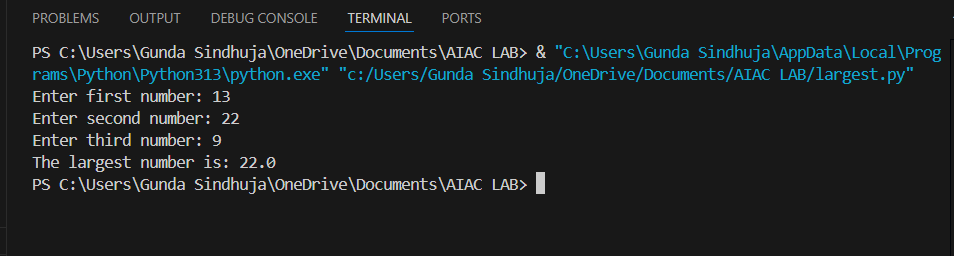 PROBLEMS OUTPUT DEBUG CONSOLE TERMINAL PORTS
PS C:\Users\Gunda Sindhuja\OneDrive\Documents\AIAC LAB> & "C:\Users\Gunda Sindhuja\AppData\Local\Prog
rams\Python\Python313\python.exe" "c:/Users/Gunda Sindhuja/OneDrive/Documents/AIAC LAB/largest.py"
Enter first number: 13
Enter second number: 22
Enter third number: 9
The largest number is: 22.0
PS C:\Users\Gunda Sindhuja\OneDrive\Documents\AIAC LAB>